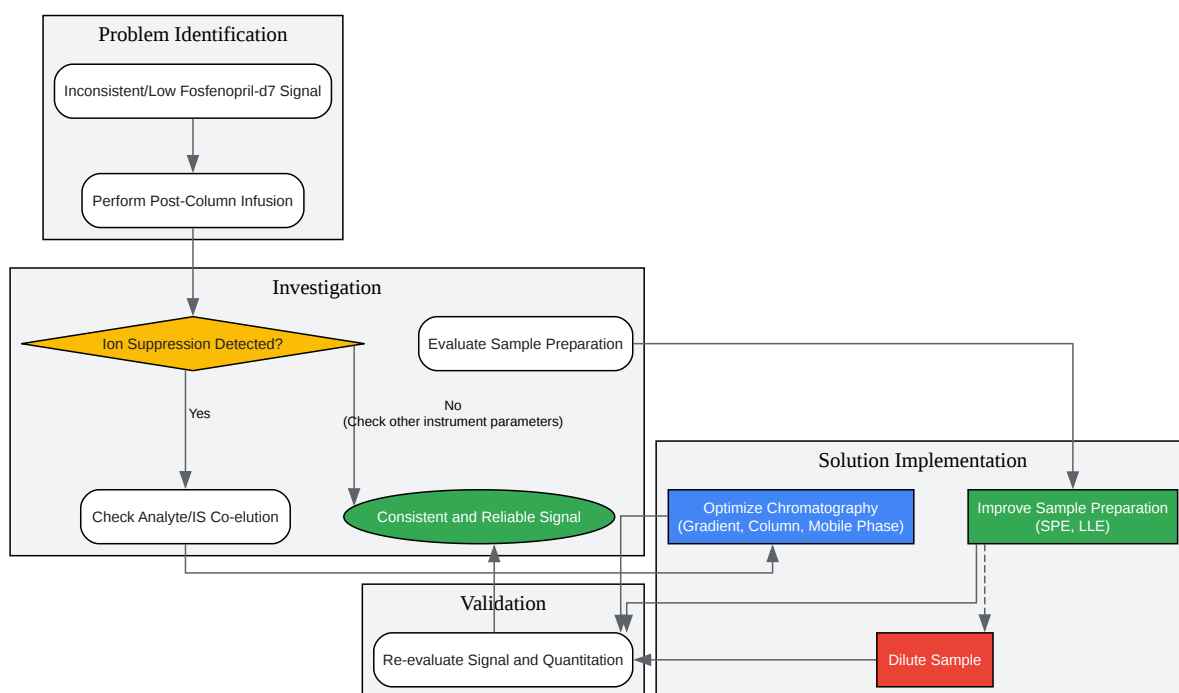 Problem Identification
Inconsistent/Low Fosfenopril-d7 Signal
Perform Post-Column Infusion
Investigation
Ion Suppression Detected?
Evaluate Sample Preparation
Yes
No
(Check other instrument parameters)
Check Analyte/IS Co-elution
Consistent and Reliable Signal
Solution Implementation
Optimize Chromatography
(Gradient, Column, Mobile Phase)
Improve Sample Preparation
(SPE, LLE)
Validation
Re-evaluate Signal and Quantitation
Dilute Sample